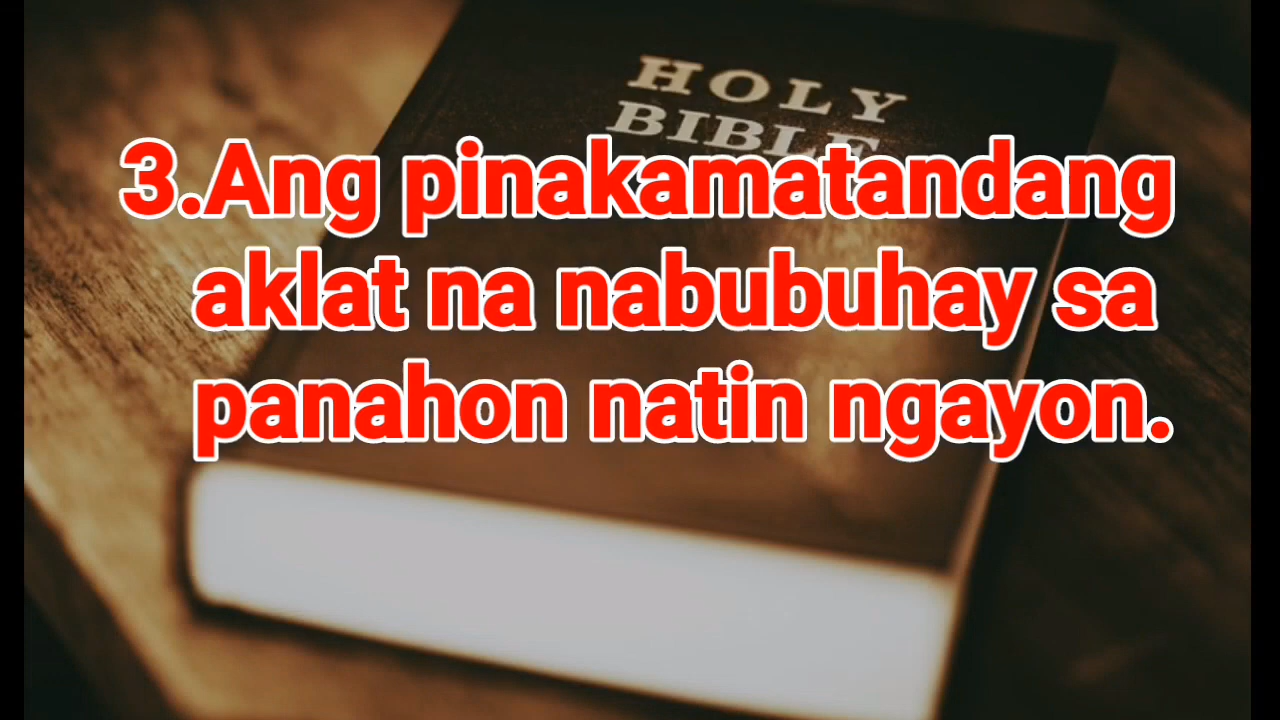 HOLY
BIBLE
3.Ang pinakamatandang
aklat na nabubuhay sa
panahon natin ngayon.